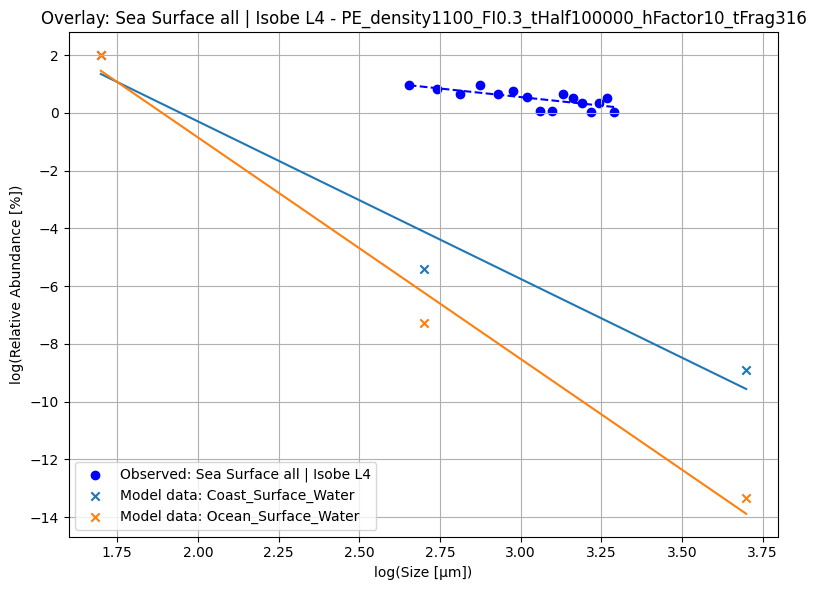 Overlay: Sea Surface all | Isobe L4 - PE_density1100_FI0.3_tHalf100000_hFactor10_tFrag316
log(Relative Abundance [%])
2
0
−2
−4
−6
−8
−10
−12
−14
Observed: Sea Surface all | Isobe L4
Model data: Coast_Surface_Water
Model data: Ocean_Surface_Water
1.75 2.00 2.25 2.50 2.75 3.00 3.25 3.50 3.75
log(Size [µm])